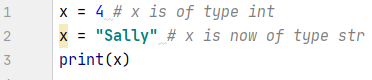 1 x = 4 # x is of type int
2 x = "Sally" # x is now of type str
3 print(x)